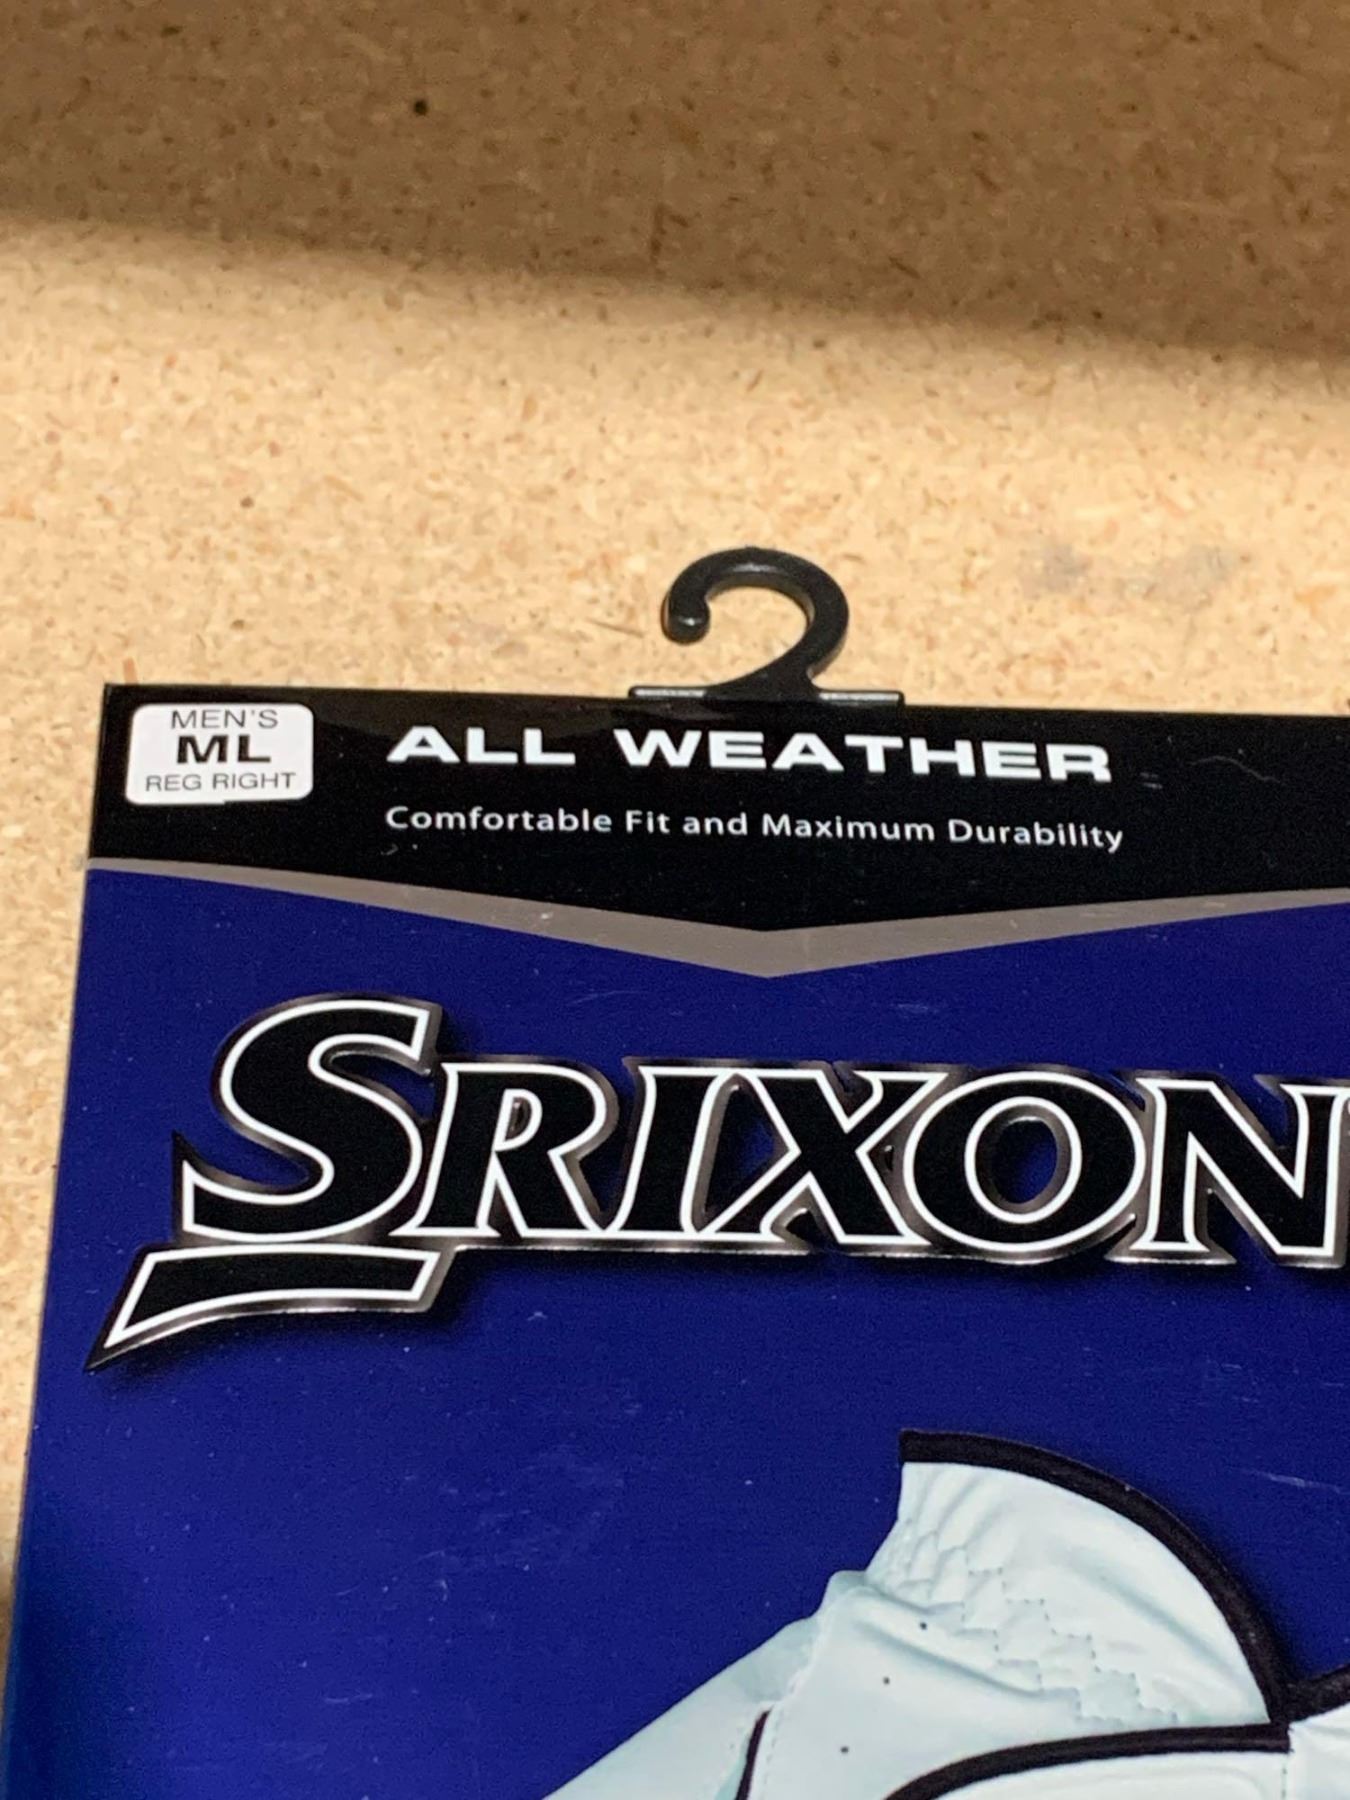 MEN'S
ML
REG RIGHT
ALL WEATHER
Comfortable Fit and Maximum Durability
SRIXON